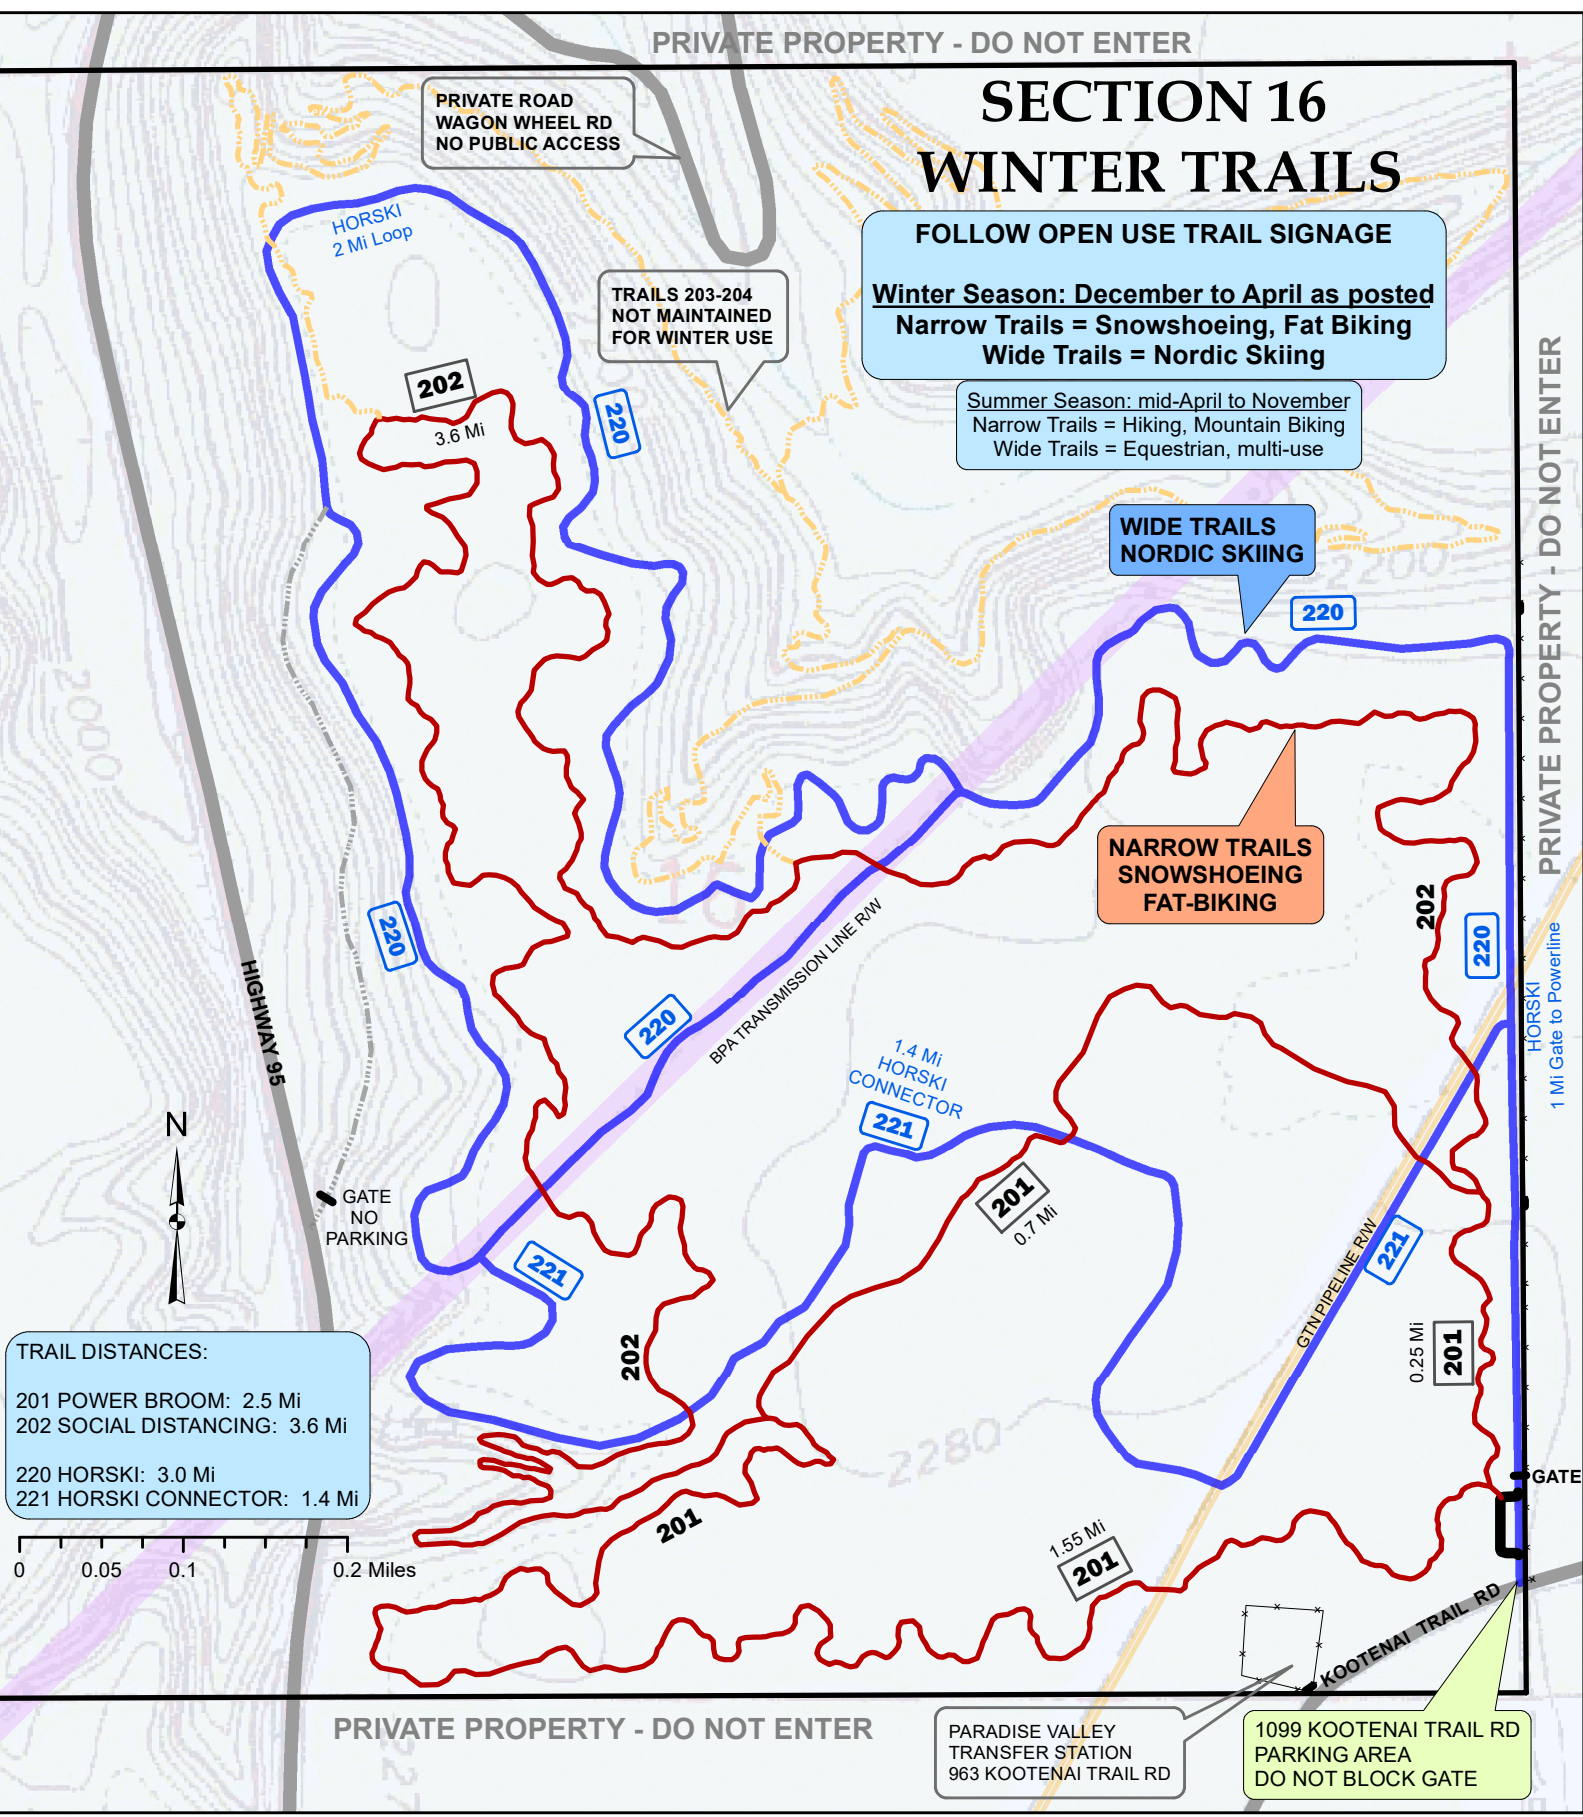 PRIVATE PROPERTY - DO NOT ENTER
SECTION 16
WINTER TRAILS
PRIVATE ROAD
WAGON WHEEL RD
NO PUBLIC ACCESS
FOLLOW OPEN USE TRAIL SIGNAGE
Winter Season: December to April as posted
Narrow Trails = Snowshoeing, Fat Biking
Wide Trails = Nordic Skiing
Summer Season: mid-April to November
Narrow Trails = Hiking, Mountain Biking
Wide Trails = Equestrian, multi-use
HORSKI
2 Mi Loop
TRAILS 203-204
NOT MAINTAINED
FOR WINTER USE
202
3.6 Mi
220
WIDE TRAILS
NORDIC SKIING
220
2200
PRIVATE PROPERTY - DO NOT ENTER
2000
NARROW TRAILS
SNOWSHOEING
FAT-BIKING
16
202
220
HORSKI
1 Mi Gate to Powerline
220
HIGHWAY 95
220
BPA TRANSMISSION LINE R/W
1.4 Mi
HORSKI
CONNECTOR
221
N
GATE
NO
PARKING
201
0.7 Mi
221
221
GTN PIPELINE R/W
202
0.25 Mi
201
TRAIL DISTANCES:
201 POWER BROOM: 2.5 Mi
202 SOCIAL DISTANCING: 3.6 Mi
220 HORSKI: 3.0 Mi
221 HORSKI CONNECTOR: 1.4 Mi
0
0.05
0.1
0.2 Miles
2280
GATE
201
1.55 Mi
201
KOOTENAI TRAIL RD
PRIVATE PROPERTY - DO NOT ENTER
PARADISE VALLEY
TRANSFER STATION
963 KOOTENAI TRAIL RD
1099 KOOTENAI TRAIL RD
PARKING AREA
DO NOT BLOCK GATE